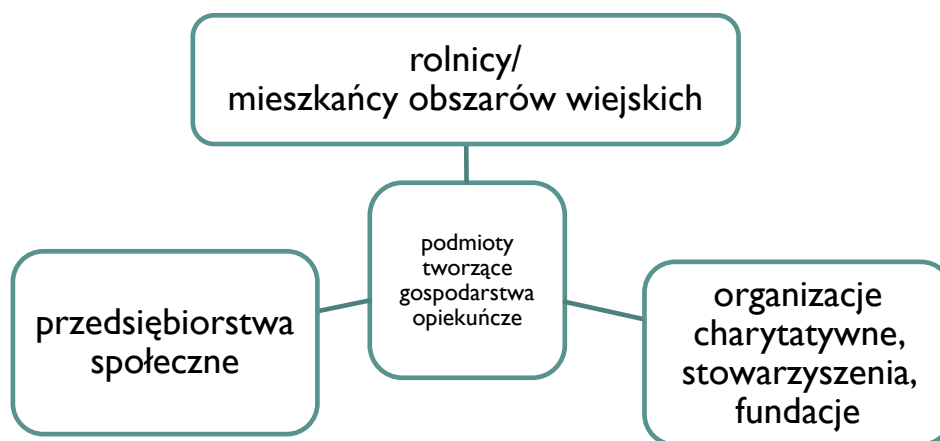 rolnicy/
mieszkańcy obszarów wiejskich
podmioty
tworzące
gospodarstwa
opiekuńcze
przedsiębiorstwa
społeczne
organizacje
charytatywne,
stowarzyszenia,
fundacje